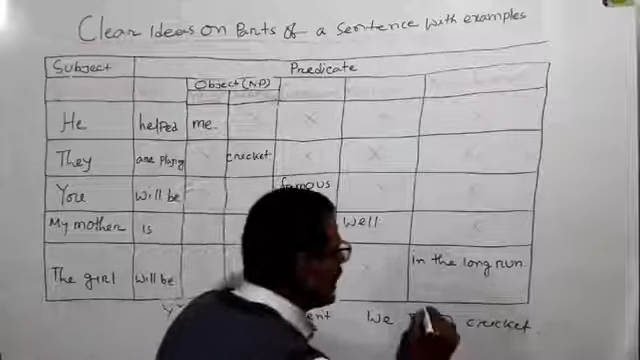 Clear Ideas on Parts of a Sentence with examples
Subject Predicate
Object (NP)
He helped me. x x x x
They are playing x cricket x x x
You will be famous x x
My mother is well x
The girl will be x in the long run.
We cricket.